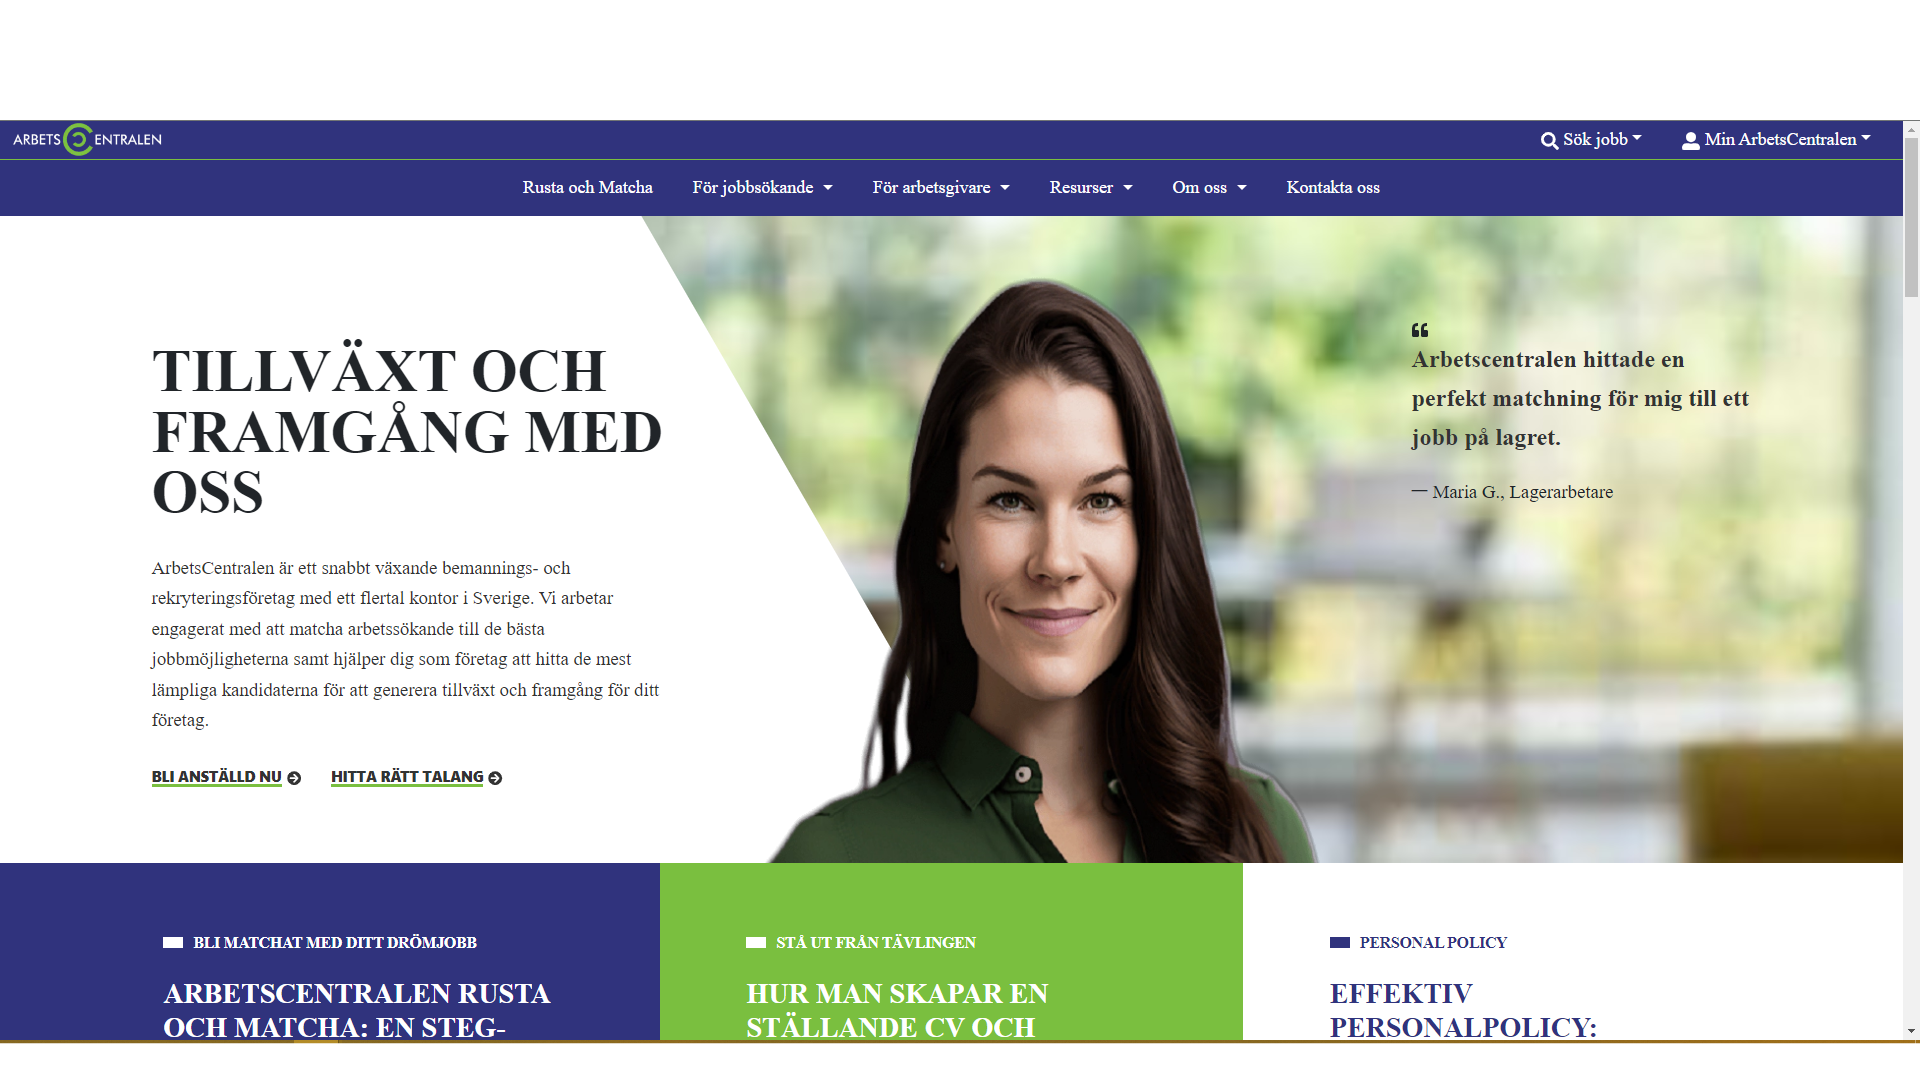 ARBETSCENTRALEN
Sök jobb
Min ArbetsCentralen
Rusta och Matcha
För jobbsökande
För arbetsgivare
Resurser
Om oss
Kontakta oss
TILLVÄXT OCH
FRAMGÅNG MED
OSS
ArbetsCentralen är ett snabbt växande bemannings- och
rekryteringsföretag med ett flertal kontor i Sverige. Vi arbetar
engagerat med att matcha arbetssökande till de bästa
jobbmöjligheterna samt hjälper dig som företag att hitta de mest
lämpliga kandidaterna för att generera tillväxt och framgång för ditt
företag.
BLI ANSTÄLLD NU
HITTA RÄTT TALANG
“
Arbetscentralen hittade en
perfekt matchning för mig till ett
jobb på lagret.
— Maria G., Lagerarbetare
BLI MATCHAT MED DITT DRÖMJOBB
ARBETSCENTRALEN RUSTA
OCH MATCHA: EN STEG-
STÅ UT FRÅN TÄVLINGEN
HUR MAN SKAPAR EN
STÄLLANDE CV OCH
PERSONAL POLICY
EFFEKTIV
PERSONALPOLICY: